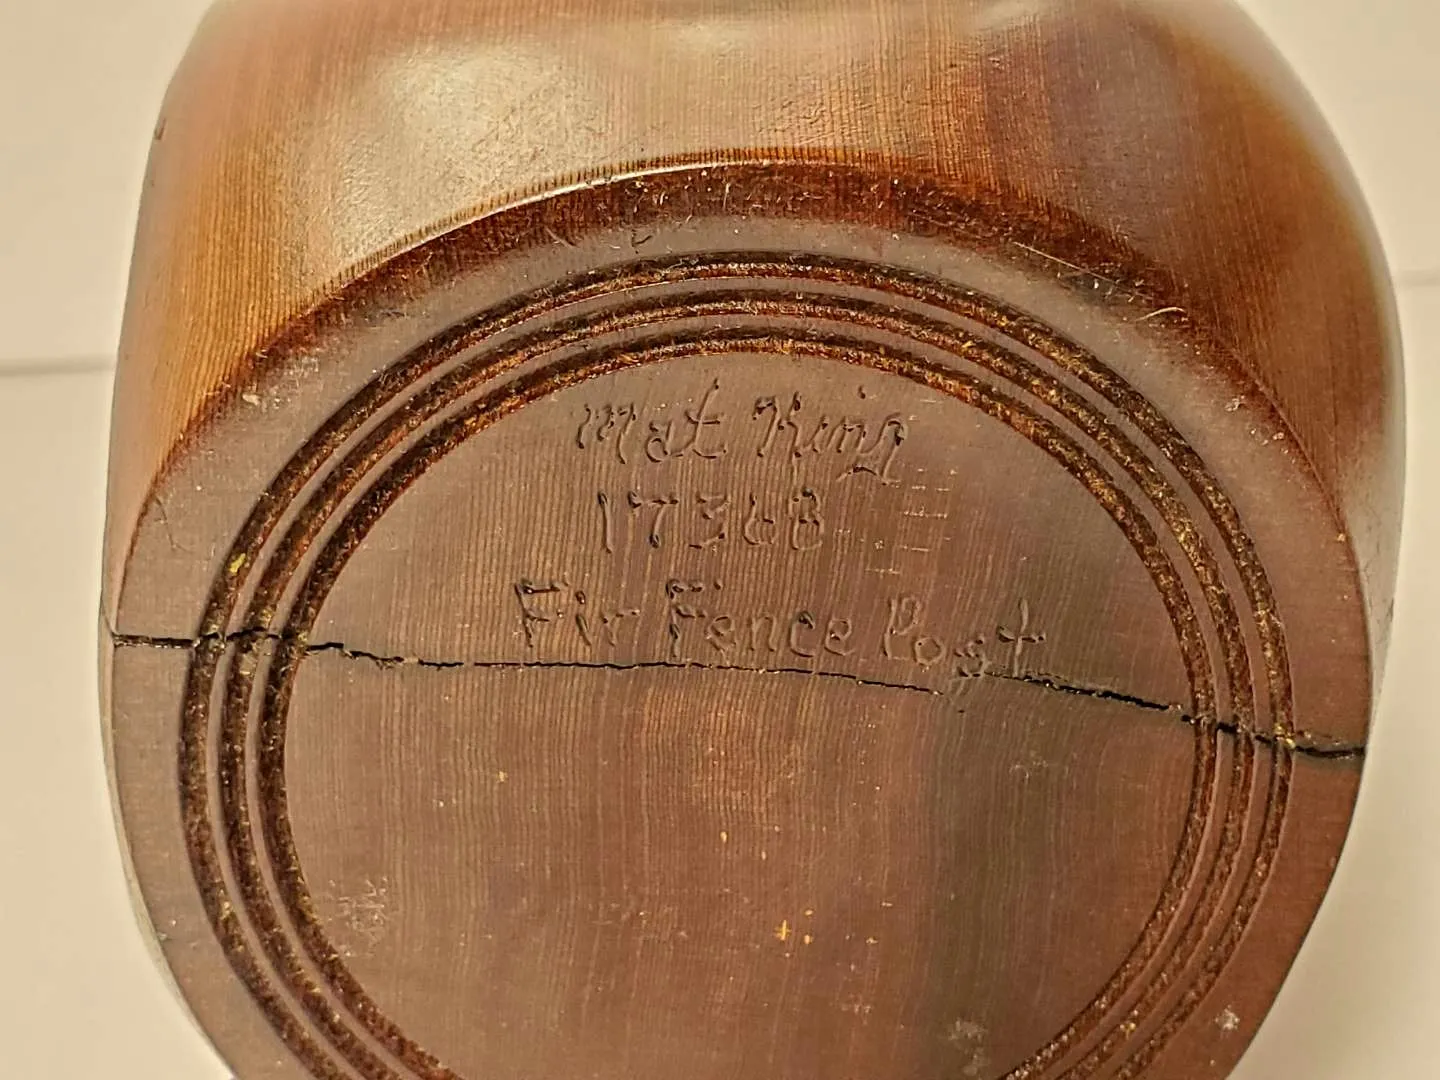 Mat King
17368
Fir Fence Post